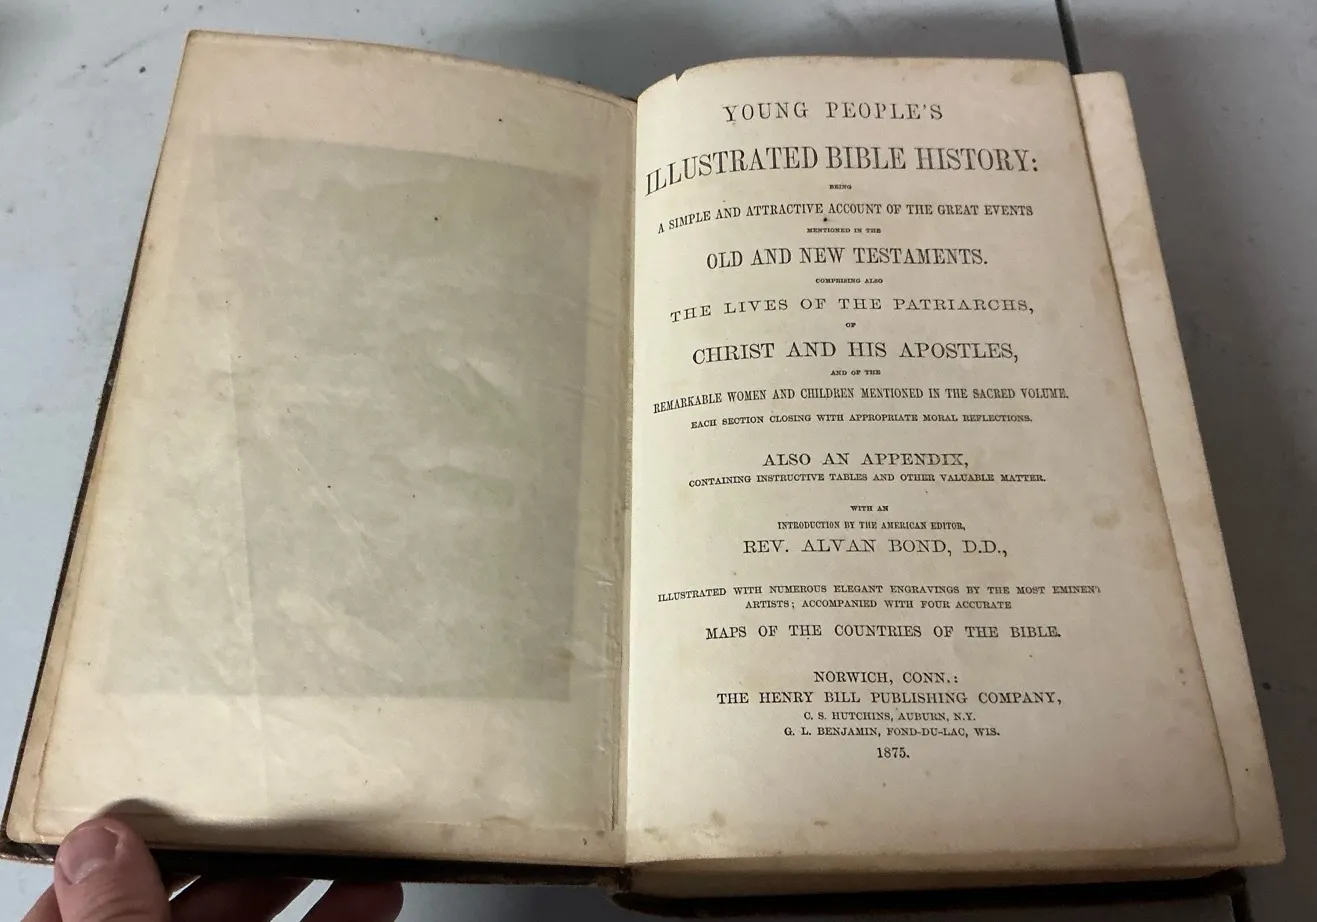 YOUNG PEOPLE'S
ILLUSTRATED BIBLE HISTORY:
BEING
A SIMPLE AND ATTRACTIVE ACCOUNT OF THE GREAT EVENTS
MENTIONED IN THE
OLD AND NEW TESTAMENTS.
COMPRISING ALSO
THE LIVES OF THE PATRIARCHS,
OF
CHRIST AND HIS APOSTLES,
AND OF THE
REMARKABLE WOMEN AND CHILDREN MENTIONED IN THE SACRED VOLUME.
EACH SECTION CLOSING WITH APPROPRIATE MORAL REFLECTIONS.
ALSO AN APPENDIX,
CONTAINING INSTRUCTIVE TABLES AND OTHER VALUABLE MATTER.
WITH AN
INTRODUCTION BY THE AMERICAN EDITOR,
REV. ALVAN BOND, D.D.,
ILLUSTRATED WITH NUMEROUS ELEGANT ENGRAVINGS BY THE MOST EMINENT
ARTISTS; ACCOMPANIED WITH FOUR ACCURATE
MAPS OF THE COUNTRIES OF THE BIBLE.
NORWICH, CONN.:
THE HENRY BILL PUBLISHING COMPANY,
C. S. HUTCHINS, AUBURN, N.Y.
G. L. BENJAMIN, FOND-DU-LAC, WIS.
1875.